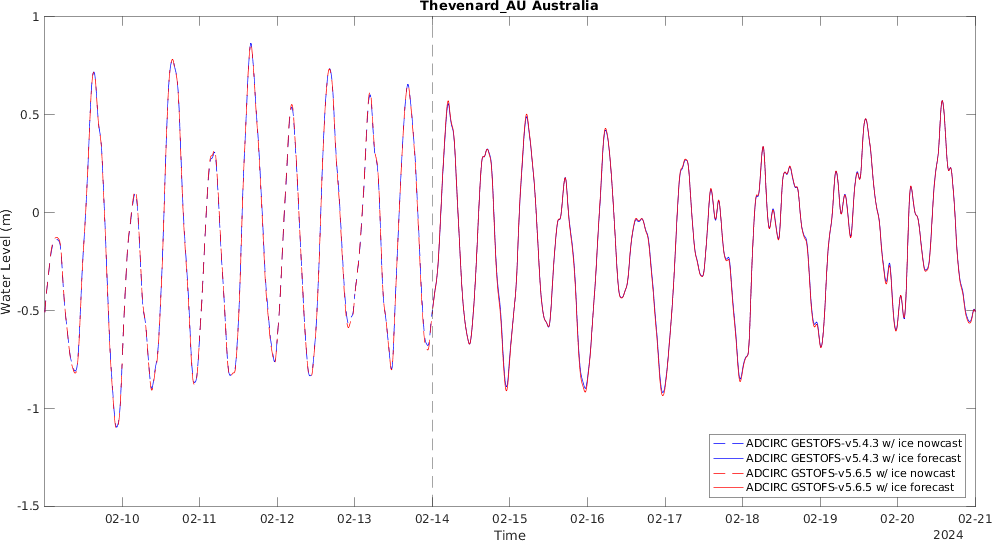 Thevenard_AU Australia
Water Level (m)
1
0.5
0
-0.5
-1
-1.5
ADCIRC GESTOFS-v5.4.3 w/ ice nowcast
ADCIRC GESTOFS-v5.4.3 w/ ice forecast
ADCIRC GSTOFS-v5.6.5 w/ ice nowcast
ADCIRC GSTOFS-v5.6.5 w/ ice forecast
02-10 02-11 02-12 02-13 02-14 02-15 02-16 02-17 02-18 02-19 02-20 02-21
Time
2024